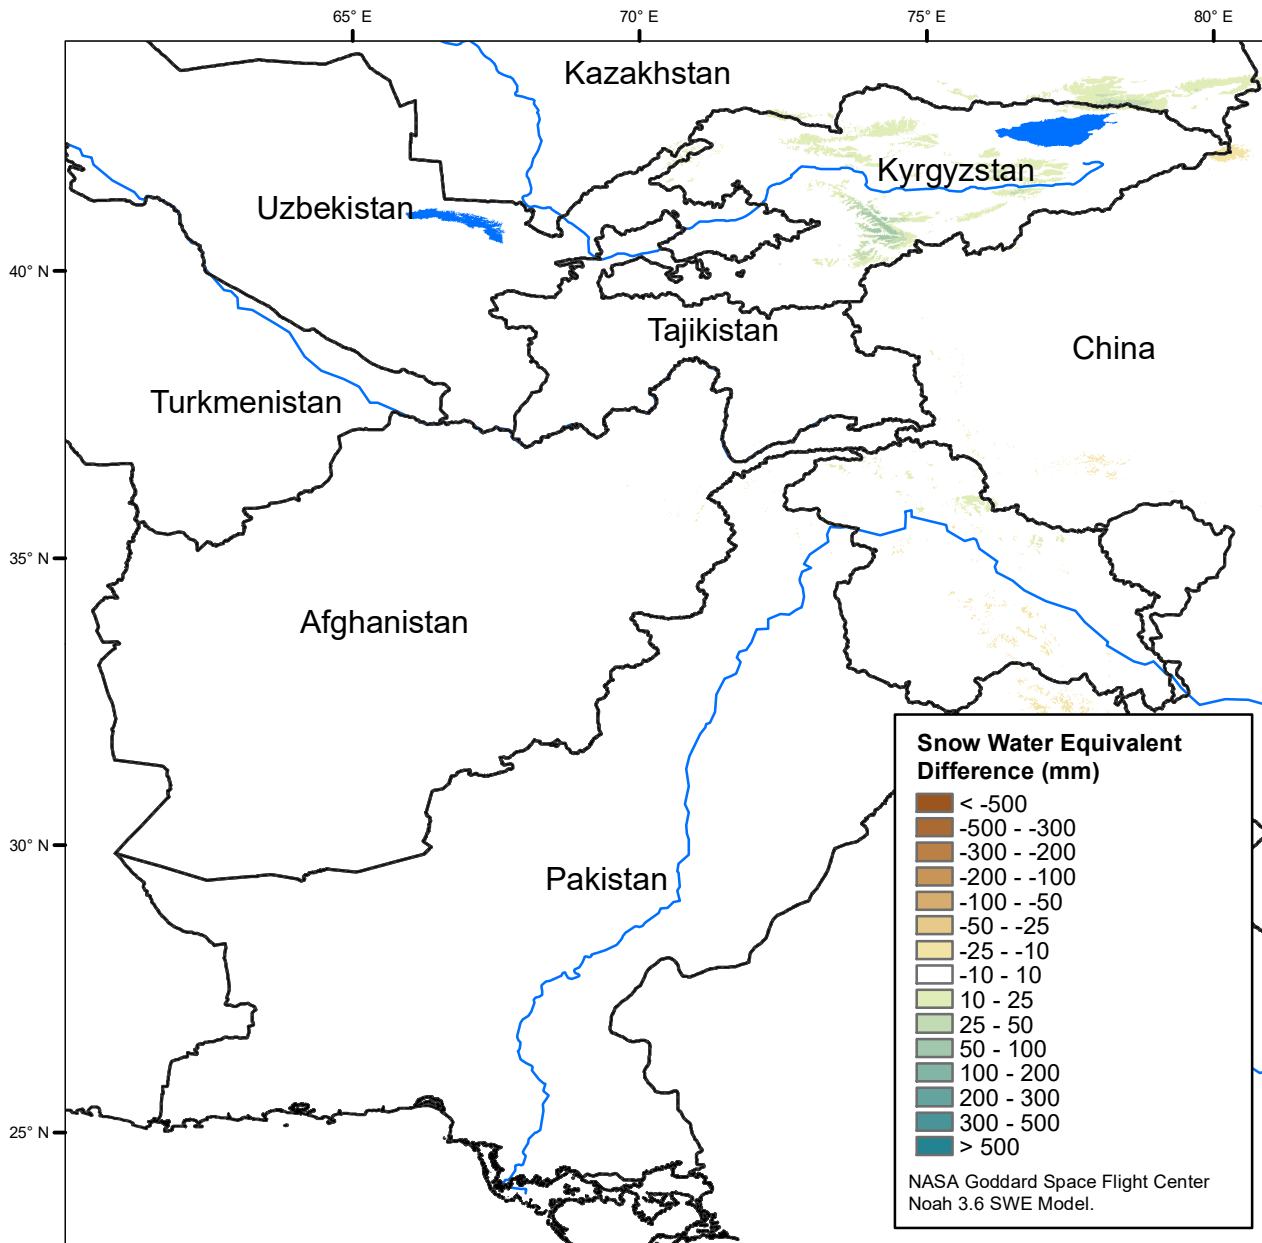 65° E
70° E
75° E
80° E
Kazakhstan
Kyrgyzstan
Uzbekistan
40° N
Tajikistan
China
Turkmenistan
35° N
Afghanistan
30° N
Pakistan
25° N
Snow Water Equivalent
Difference (mm)
< -500
-500 - -300
-300 - -200
-200 - -100
-100 - -50
-50 - -25
-25 - -10
-10 - 10
10 - 25
25 - 50
50 - 100
100 - 200
200 - 300
300 - 500
> 500
NASA Goddard Space Flight Center
Noah 3.6 SWE Model.